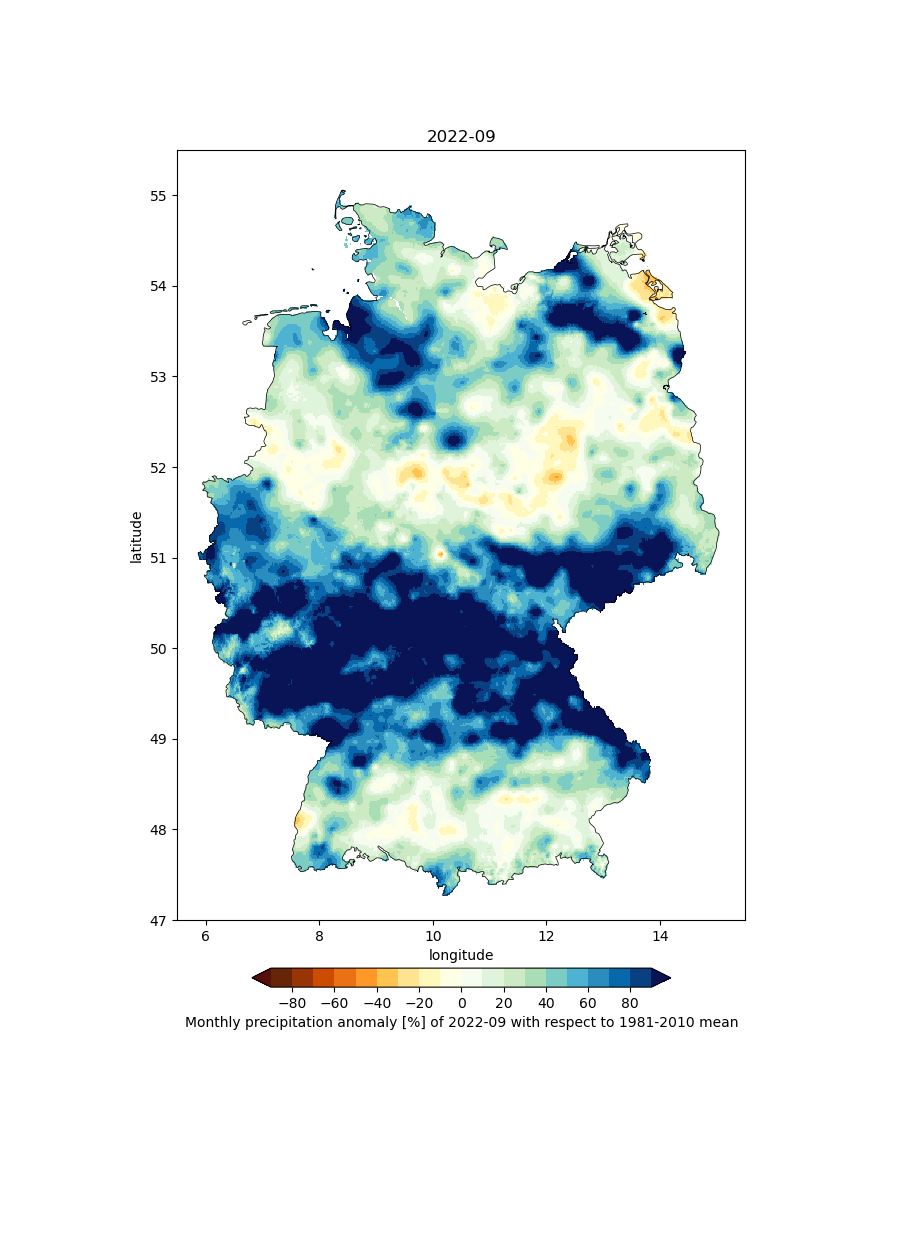 2022-09
55
54
53
52
51
50
49
48
47
latitude
6 8 10 12 14
longitude
−80 −60 −40 −20 0 20 40 60 80
Monthly precipitation anomaly [%] of 2022-09 with respect to 1981-2010 mean